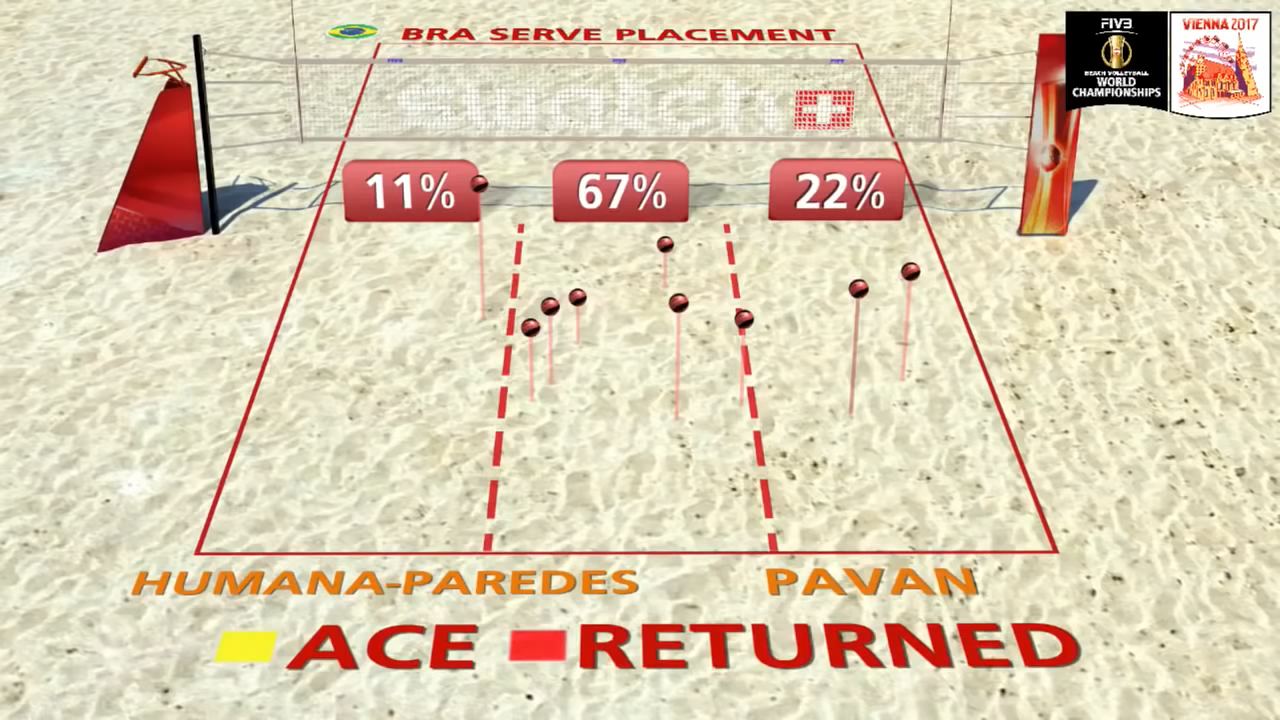 BRA SERVE PLACEMENT
FIVB
BEACH VOLLEYBALL
WORLD
CHAMPIONSHIPS
VIENNA 2017
11%
67%
22%
HUMANA-PAREDES
PAVAN
ACE
RETURNED